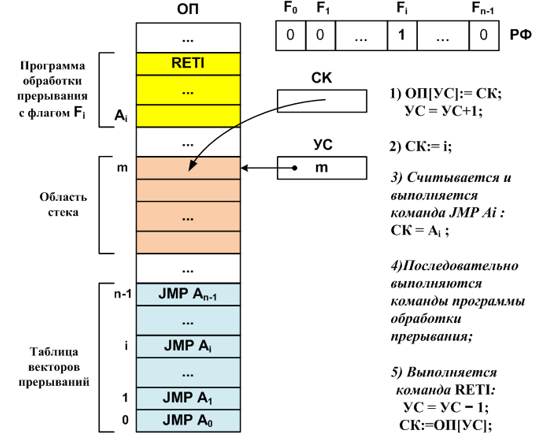 ОП
F0 F1 Fi Fn-1
0 0 ... 1 ... 0 РФ
...
Программа
обработки
прерывания
с флагом Fi
RETI
...
Ai
...
СК
УС
m
m
Область
стека
...
...
n-1 JMP An-1
...
i JMP Ai
...
1 JMP A1
0 JMP A0
Таблица
векторов
прерываний
1) ОП[УС]:= СК;
УС = УС+1;
2) СК:= i;
3) Считывается и
выполняется
команда JMP Ai :
СК = Ai ;
4)Последовательно
выполняются
команды программы
обработки
прерывания;
5) Выполняется
команда RETI:
УС = УС − 1;
СК:=ОП[УС];